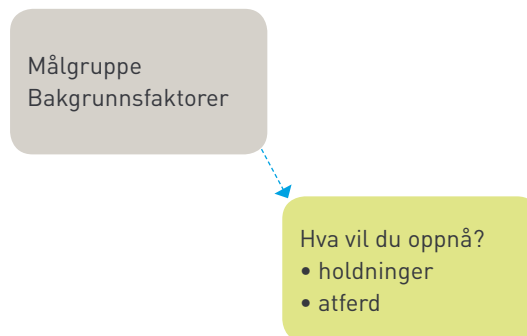 Målgruppe
Bakgrunnsfaktorer
Hva vil du oppnå?
• holdninger
• atferd